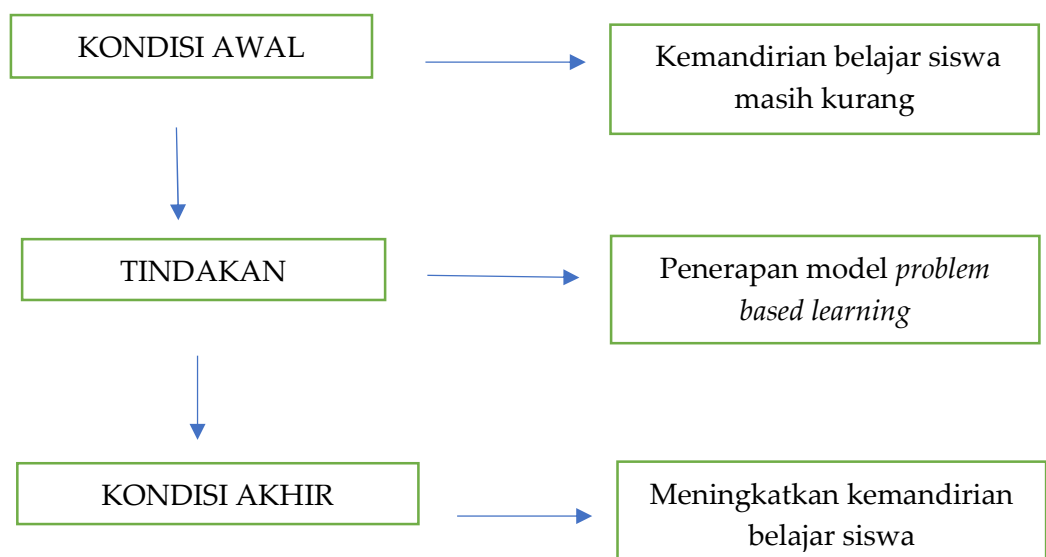 KONDISI AWAL
Kemandirian belajar siswa
masih kurang
TINDAKAN
Penerapan model problem
based learning
KONDISI AKHIR
Meningkatkan kemandirian
belajar siswa